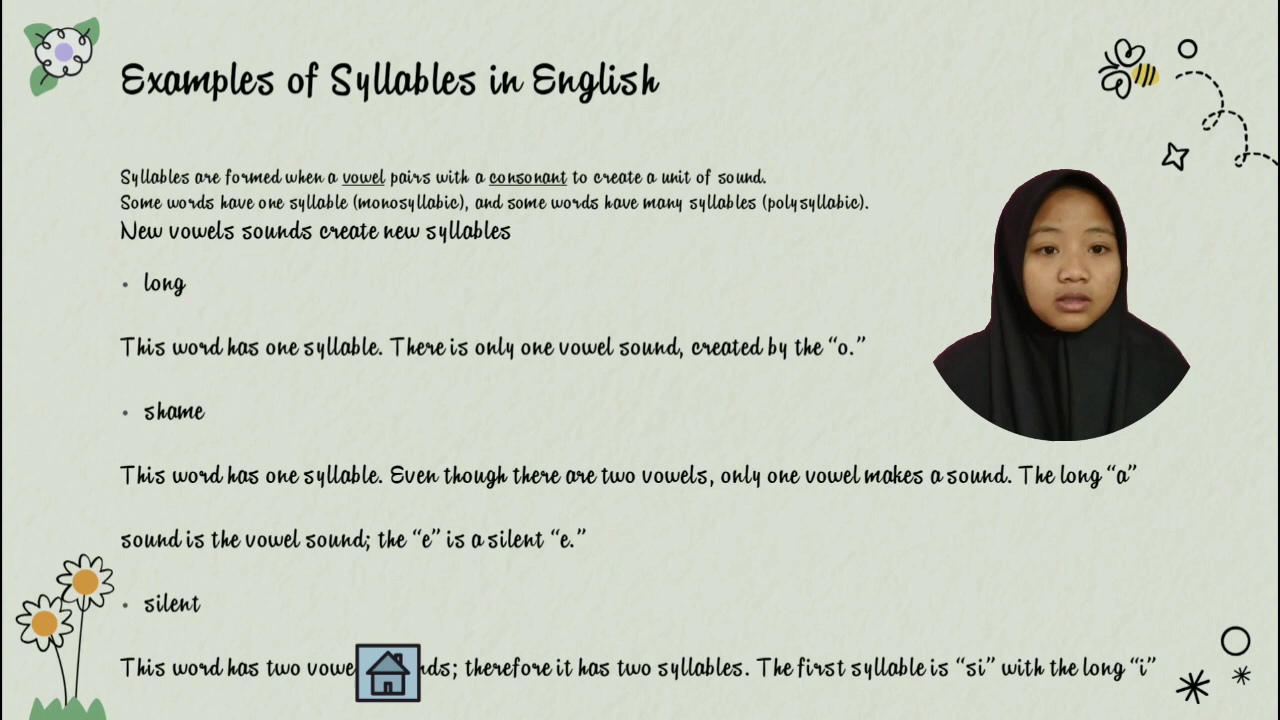 Examples of Syllables in English
Syllables are formed when a vowel pairs with a consonant to create a unit of sound.
Some words have one syllable (monosyllabic), and some words have many syllables (polysyllabic).
New vowels sounds create new syllables
• long
This word has one syllable. There is only one vowel sound, created by the “o.”
• shame
This word has one syllable. Even though there are two vowels, only one vowel makes a sound. The long “a”
sound is the vowel sound; the “e” is a silent “e.”
• silent
This word has two therefore it has two syllables. The first syllable is “si” with the long “i”